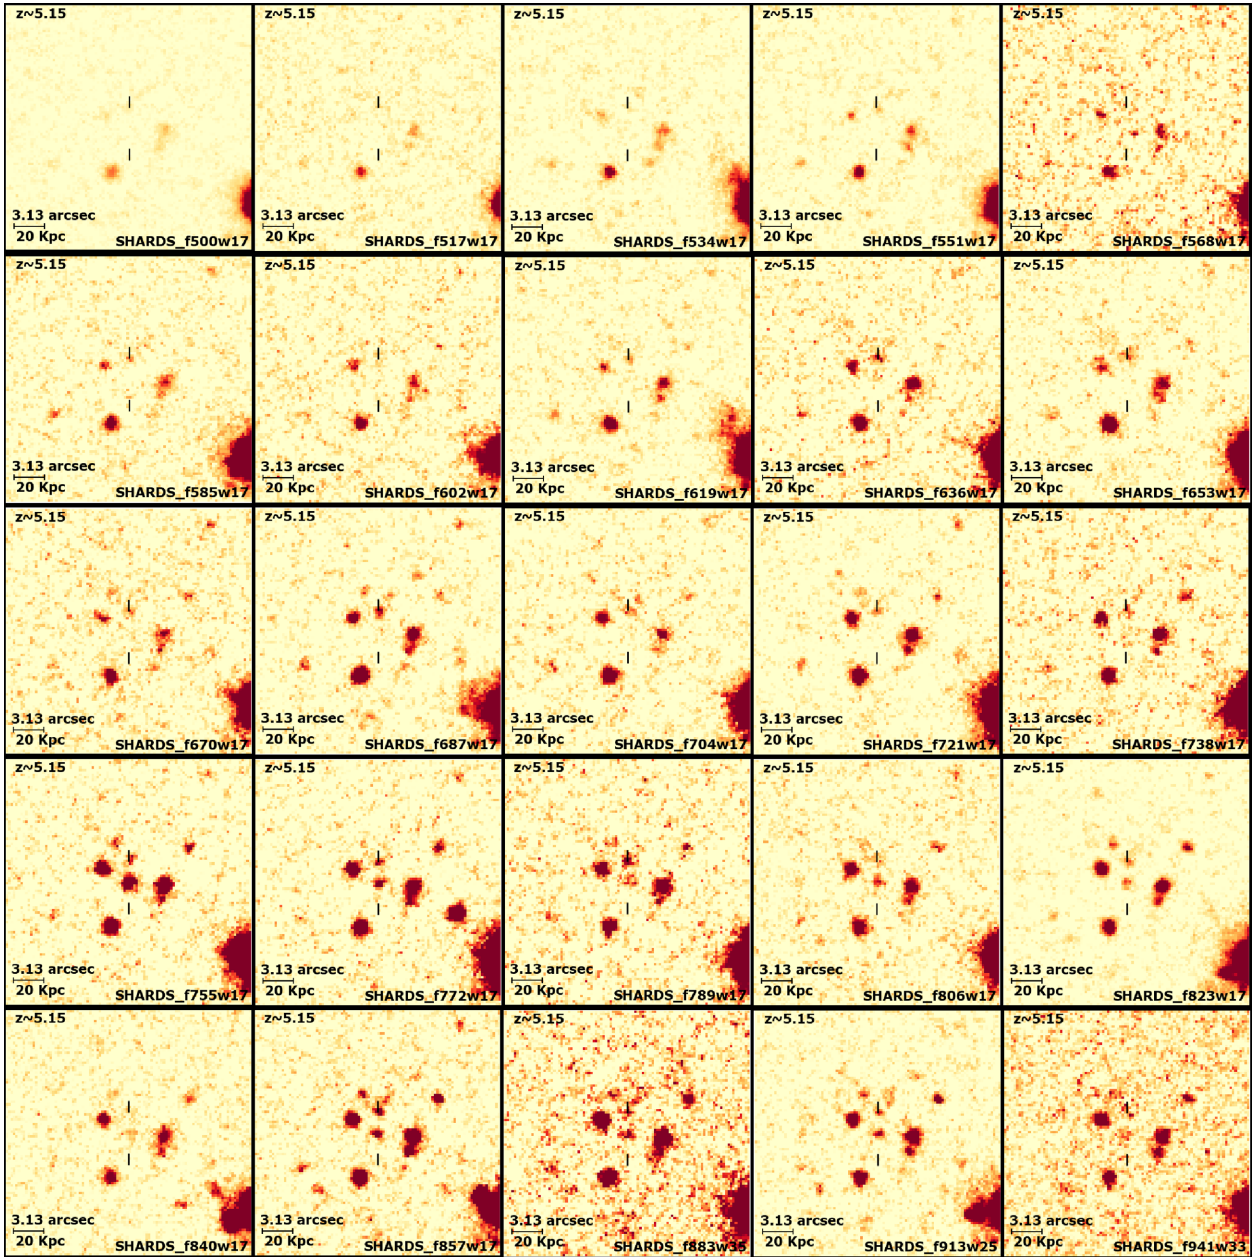 z~5.15
3.13 arcsec
20 Kpc
SHARDS_f500w17
z~5.15
3.13 arcsec
20 Kpc
SHARDS_f517w17
z~5.15
3.13 arcsec
20 Kpc
SHARDS_f534w17
z~5.15
3.13 arcsec
20 Kpc
SHARDS_f551w17
z~5.15
3.13 arcsec
20 Kpc
SHARDS_f568w17
z~5.15
3.13 arcsec
20 Kpc
SHARDS_f585w17
z~5.15
3.13 arcsec
20 Kpc
SHARDS_f602w17
z~5.15
3.13 arcsec
20 Kpc
SHARDS_f619w17
z~5.15
3.13 arcsec
20 Kpc
SHARDS_f636w17
z~5.15
3.13 arcsec
20 Kpc
SHARDS_f653w17
z~5.15
3.13 arcsec
20 Kpc
SHARDS_f670w17
z~5.15
3.13 arcsec
20 Kpc
SHARDS_f687w17
z~5.15
3.13 arcsec
20 Kpc
SHARDS_f704w17
z~5.15
3.13 arcsec
20 Kpc
SHARDS_f721w17
z~5.15
3.13 arcsec
20 Kpc
SHARDS_f738w17
z~5.15
3.13 arcsec
20 Kpc
SHARDS_f755w17
z~5.15
3.13 arcsec
20 Kpc
SHARDS_f772w17
z~5.15
3.13 arcsec
20 Kpc
SHARDS_f789w17
z~5.15
3.13 arcsec
20 Kpc
SHARDS_f806w17
z~5.15
3.13 arcsec
20 Kpc
SHARDS_f823w17
z~5.15
3.13 arcsec
20 Kpc
SHARDS_f840w17
z~5.15
3.13 arcsec
20 Kpc
SHARDS_f857w17
z~5.15
3.13 arcsec
20 Kpc
SHARDS_f883w35
z~5.15
3.13 arcsec
20 Kpc
SHARDS_f913w25
z~5.15
3.13 arcsec
20 Kpc
SHARDS_f941w33